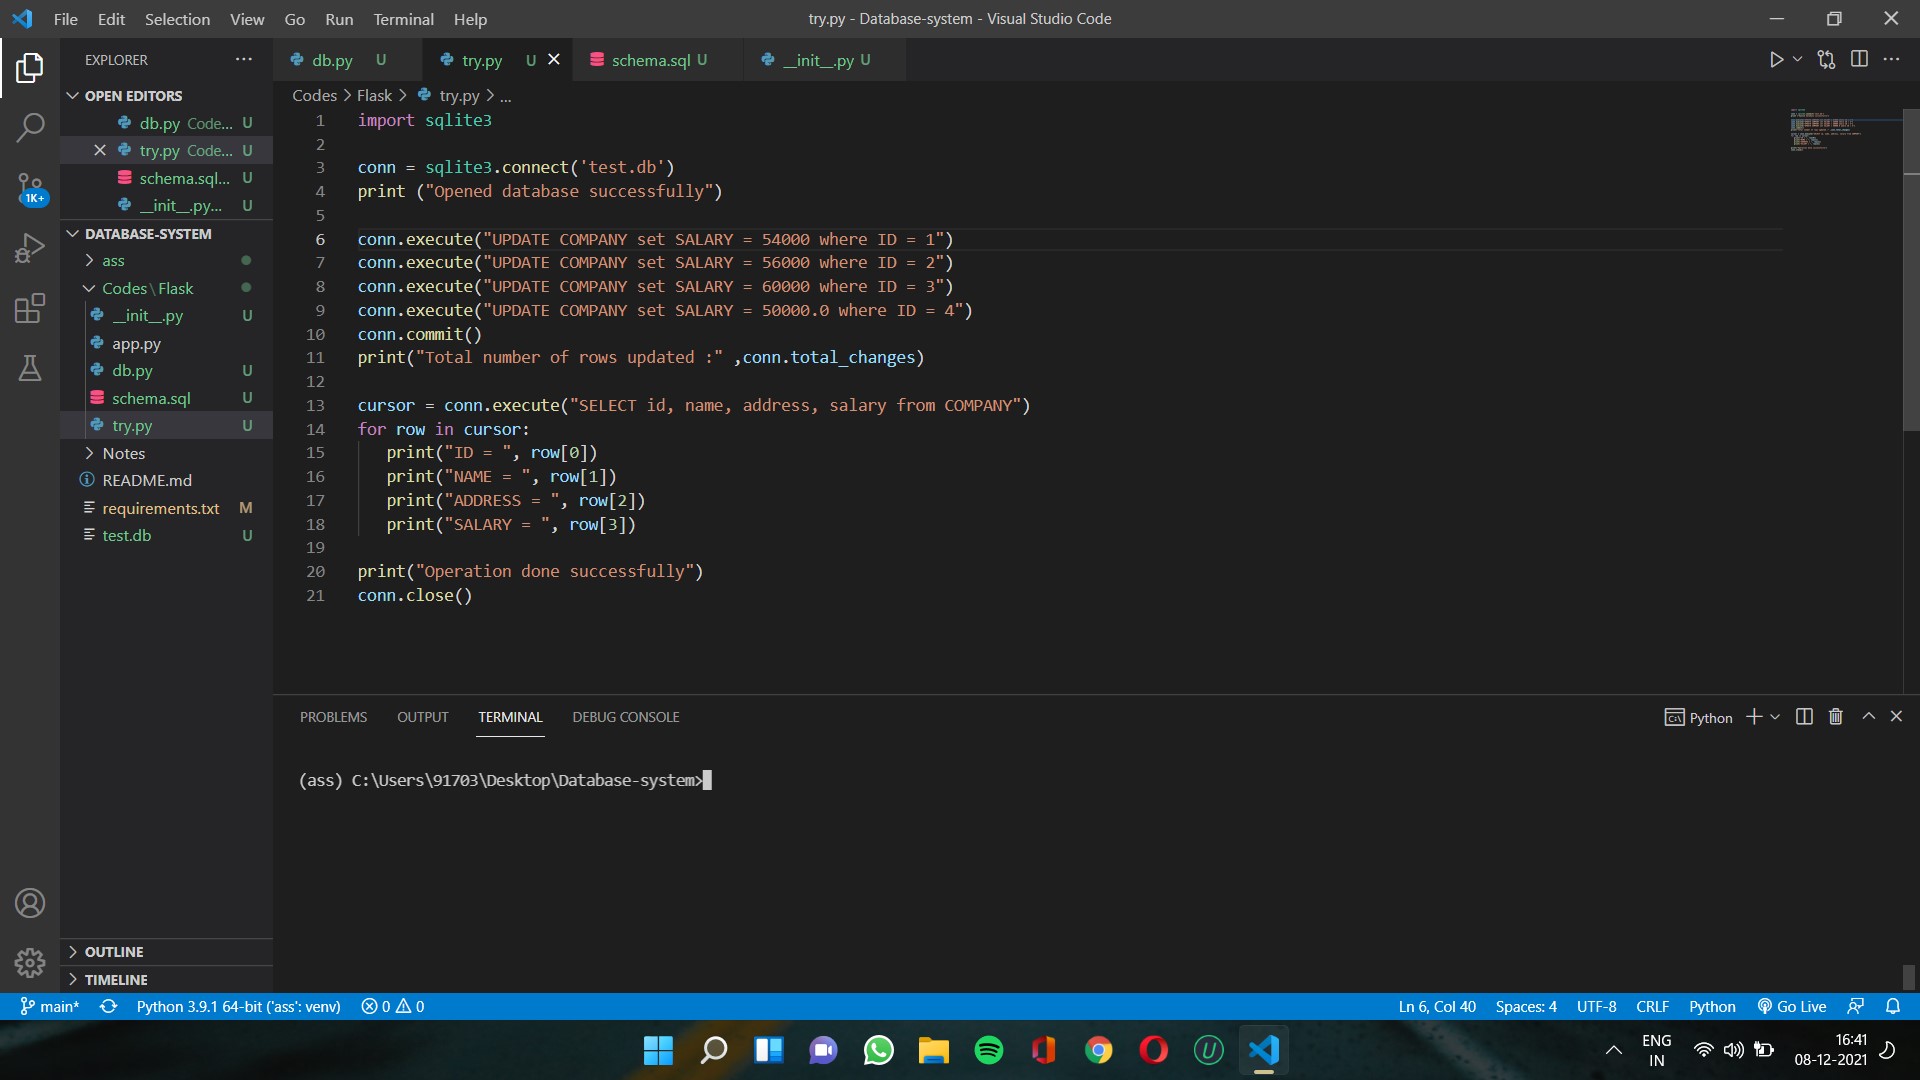 File Edit Selection View Go Run Terminal Help
try.py - Database-system - Visual Studio Code
EXPLORER
OPEN EDITORS
db.py Code... U
try.py Code... U
schema.sql... U
__init__.py... U
1K+
DATABASE-SYSTEM
ass
Codes\Flask
__init__.py U
app.py
db.py U
schema.sql U
try.py U
Notes
README.md
requirements.txt M
test.db U
OUTLINE
TIMELINE
db.py U try.py U schema.sql U __init__.py U
Codes > Flask > try.py > ...
1 import sqlite3
2
3 conn = sqlite3.connect('test.db')
4 print ("Opened database successfully")
5
6 conn.execute("UPDATE COMPANY set SALARY = 54000 where ID = 1")
7 conn.execute("UPDATE COMPANY set SALARY = 56000 where ID = 2")
8 conn.execute("UPDATE COMPANY set SALARY = 60000 where ID = 3")
9 conn.execute("UPDATE COMPANY set SALARY = 50000.0 where ID = 4")
10 conn.commit()
11 print("Total number of rows updated :" ,conn.total_changes)
12
13 cursor = conn.execute("SELECT id, name, address, salary from COMPANY")
14 for row in cursor:
15 print("ID = ", row[0])
16 print("NAME = ", row[1])
17 print("ADDRESS = ", row[2])
18 print("SALARY = ", row[3])
19
20 print("Operation done successfully")
21 conn.close()
PROBLEMS OUTPUT TERMINAL DEBUG CONSOLE
Python
(ass) C:\Users\91703\Desktop\Database-system>
main* Python 3.9.1 64-bit ('ass': venv) 0 0
Ln 6, Col 40 Spaces: 4 UTF-8 CRLF Python Go Live
ENG
IN
16:41
08-12-2021